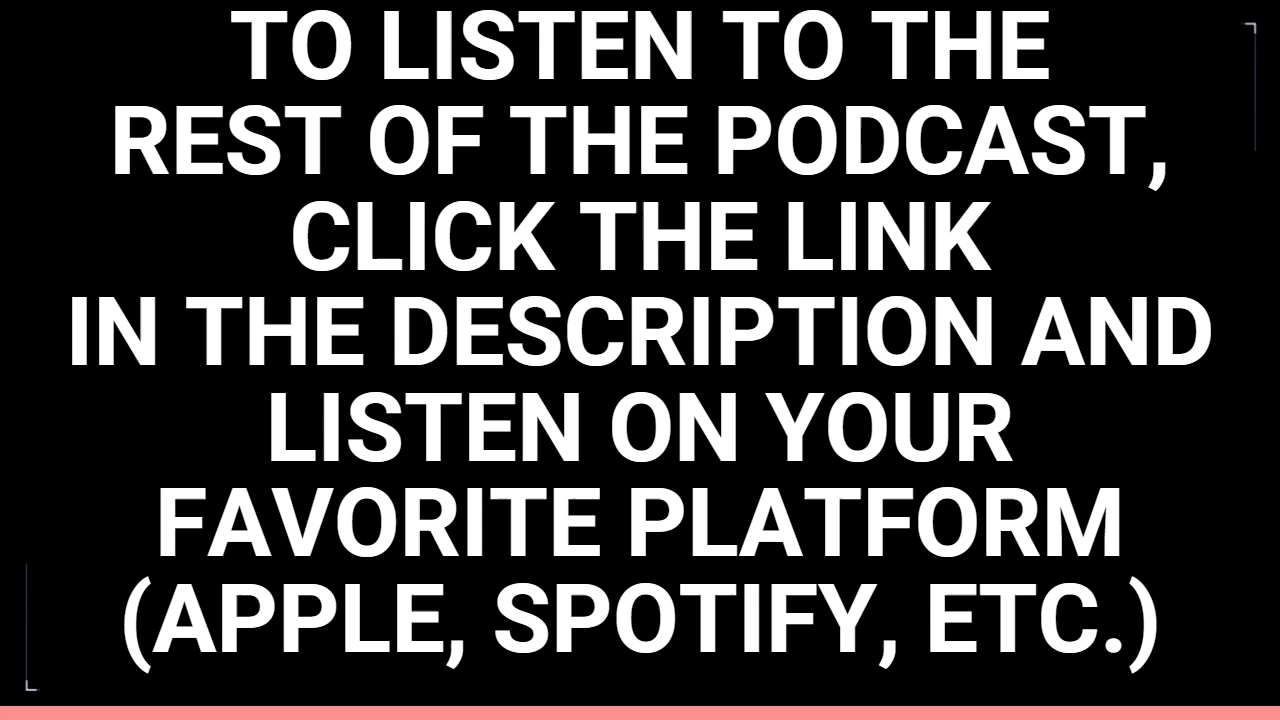 TO LISTEN TO THE
REST OF THE PODCAST,
CLICK THE LINK
IN THE DESCRIPTION AND
LISTEN ON YOUR
FAVORITE PLATFORM
(APPLE, SPOTIFY, ETC.)